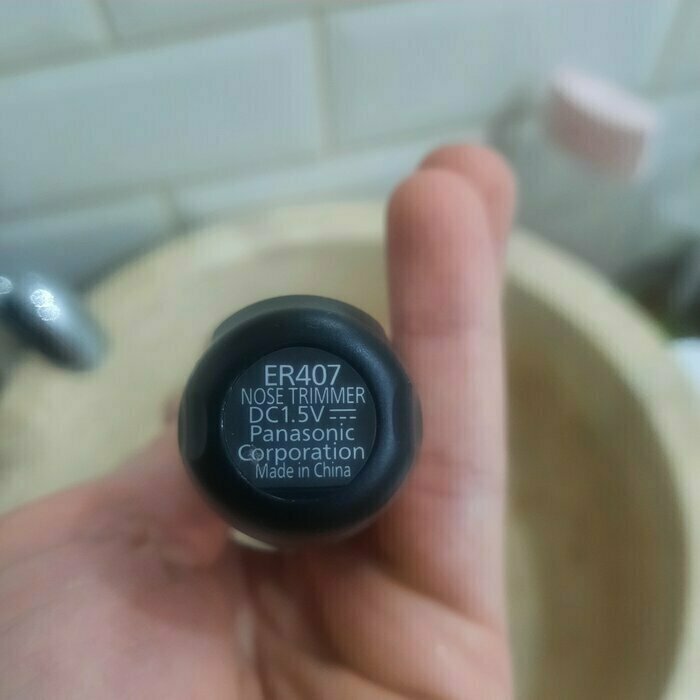 ER407
NOSE TRIMMER
DC1.5V ⎓
Panasonic
Corporation
Made in China